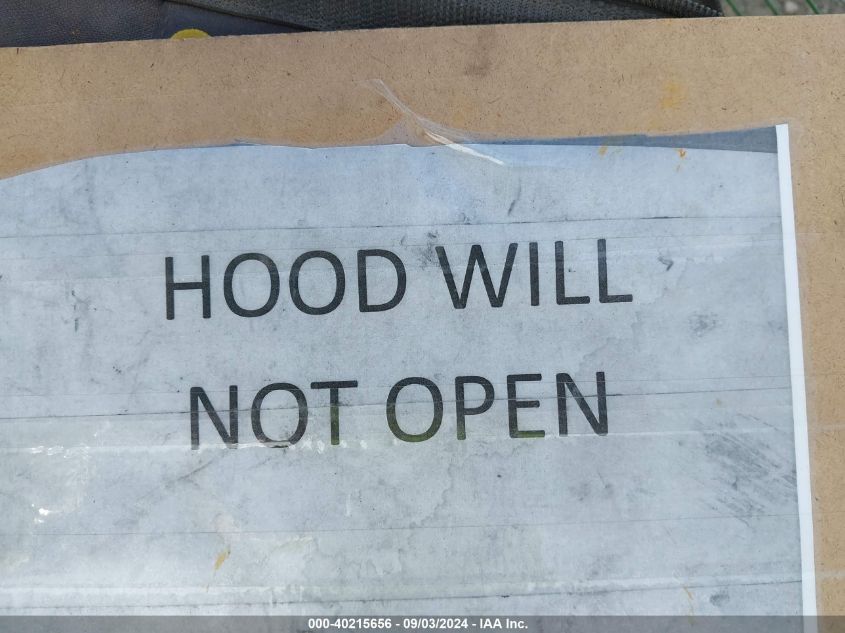 HOOD WILL
NOT OPEN
000-40215656 - 09/03/2024 - IAA Inc.